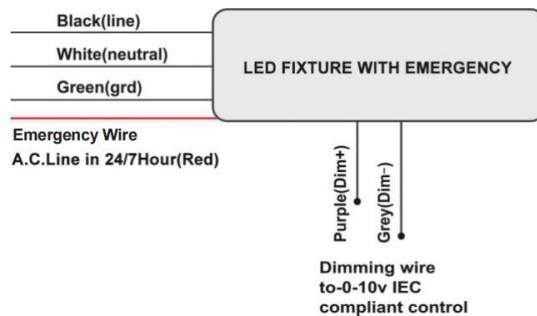 Black(line)
White(neutral)
Green(grd)
LED FIXTURE WITH EMERGENCY
Emergency Wire
A.C.Line in 24/7Hour(Red)
Purple(Dim+)
Grey(Dim-)
Dimming wire
to-0-10v IEC
compliant control